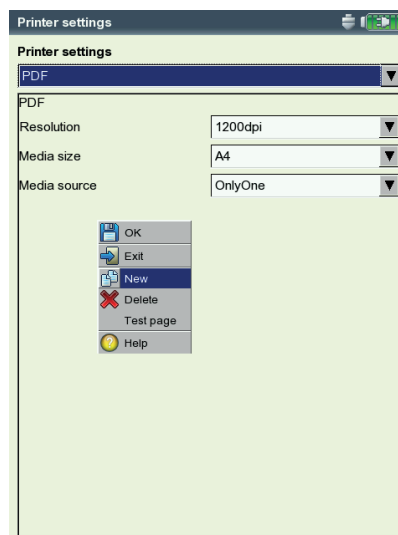 Printer settings
Printer settings
PDF
PDF
Resolution 1200dpi
Media size A4
Media source OnlyOne
OK
Exit
New
Delete
Test page
Help